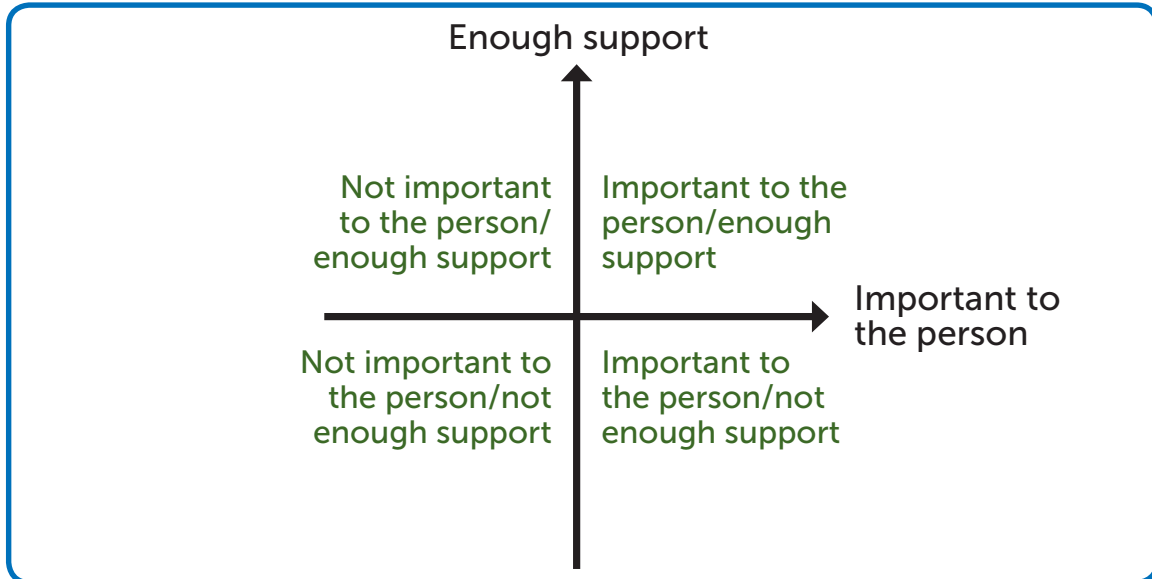 Enough support
Not important
to the person/
enough support
Important to the
person/enough
support
Important to
the person
Not important to
the person/not
enough support
Important to
the person/not
enough support